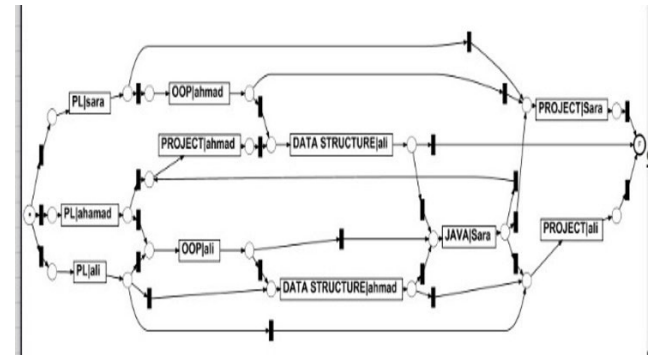 PL|sara
OOP|ahmad
PROJECT|Sara
PROJECT|ahmad
DATA STRUCTURE|ali
PL|ahamad
OOP|ali
JAVA|Sara
PROJECT|ali
PL|ali
DATA STRUCTURE|ahmad